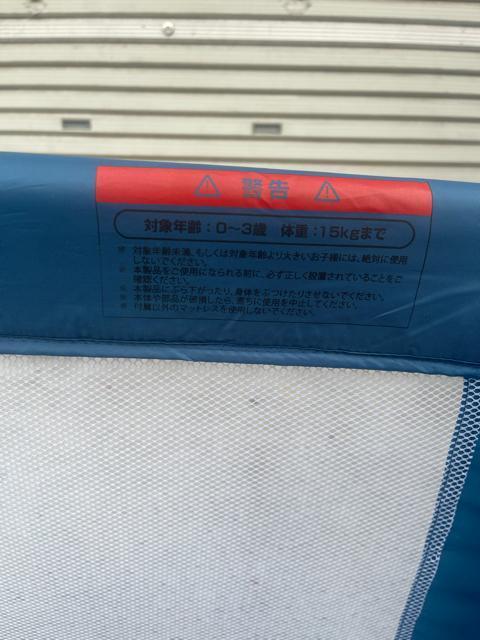 ⚠ 警告 ⚠
対象年齢：0〜3歳 体重：15kgまで
対象年齢未満、もしくは対象年齢より大きいお子様には、絶対に使用
しないでください。
本製品をご使用になられる前に、必ず正しく設置されていることをご
確認ください。
本製品にぶら下がったり、身体をぶつけたりさせないでください。
本体や部品が破損したら、直ちに使用を中止してください。
付属以外のマットレスを使用しないでください。